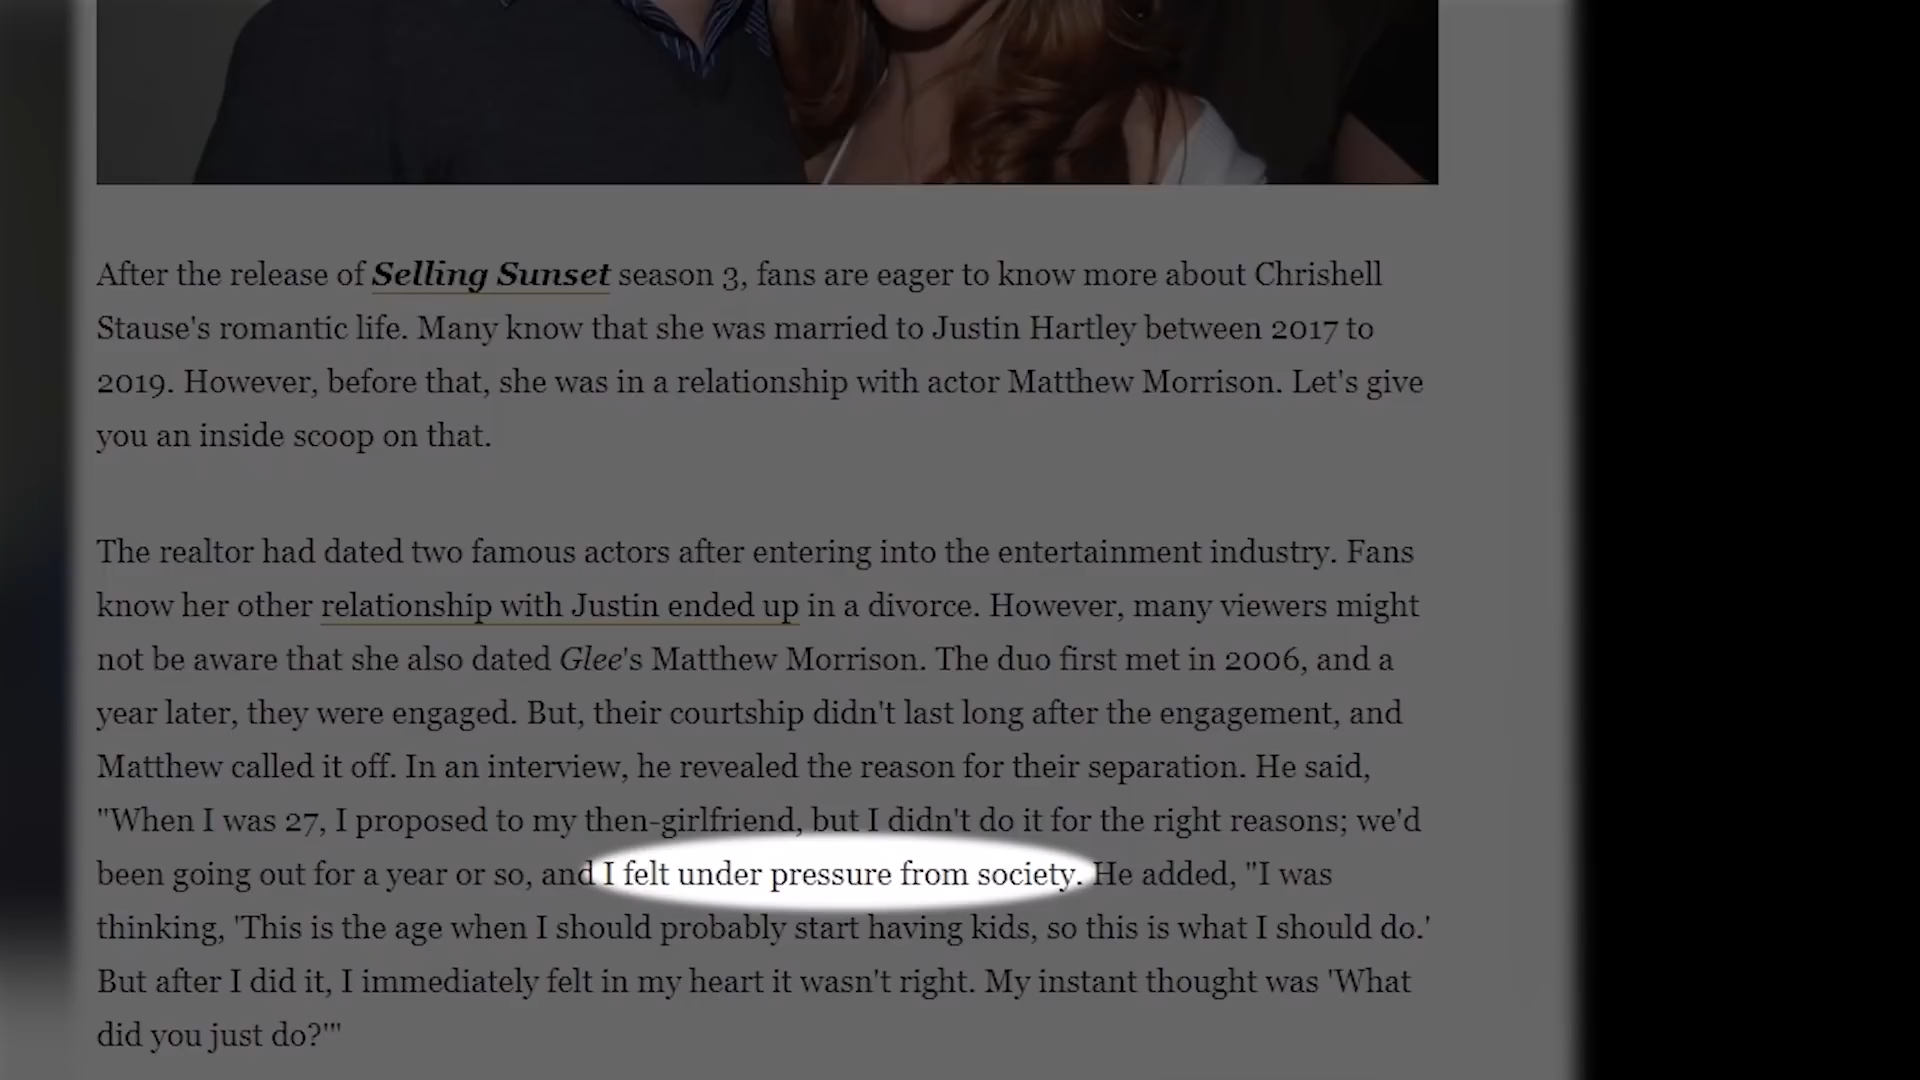 After the release of Selling Sunset season 3, fans are eager to know more about Chrishell
Stause's romantic life. Many know that she was married to Justin Hartley between 2017 to
2019. However, before that, she was in a relationship with actor Matthew Morrison. Let's give
you an inside scoop on that.
The realtor had dated two famous actors after entering into the entertainment industry. Fans
know her other relationship with Justin ended up in a divorce. However, many viewers might
not be aware that she also dated Glee's Matthew Morrison. The duo first met in 2006, and a
year later, they were engaged. But, their courtship didn't last long after the engagement, and
Matthew called it off. In an interview, he revealed the reason for their separation. He said,
"When I was 27, I proposed to my then-girlfriend, but I didn't do it for the right reasons; we'd
been going out for a year or so, and I felt under pressure from society. He added, "I was
thinking, 'This is the age when I should probably start having kids, so this is what I should do.'
But after I did it, I immediately felt in my heart it wasn't right. My instant thought was 'What
did you just do?'"